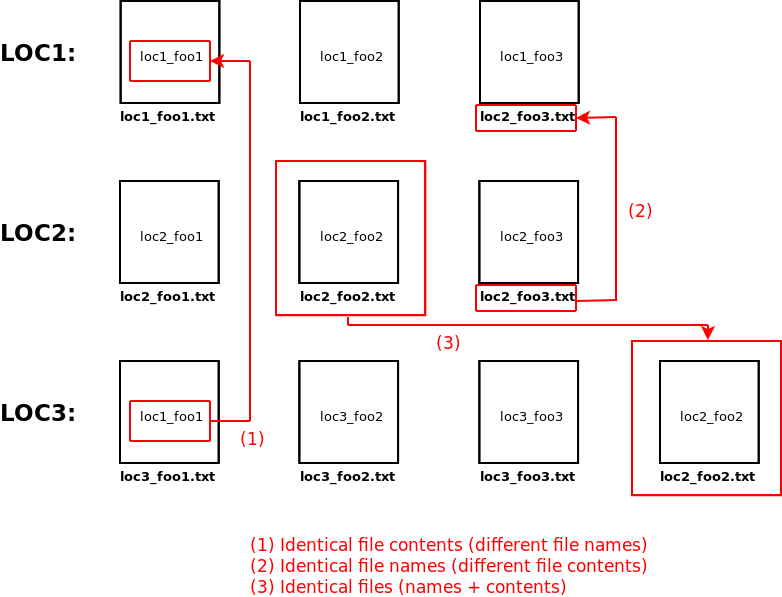 LOC1:
loc1_foo1
loc1_foo2
loc1_foo3
loc1_foo1.txt
loc1_foo2.txt
loc2_foo3.txt
(2)
LOC2:
loc2_foo1
loc2_foo2
loc2_foo3
loc2_foo1.txt
loc2_foo2.txt
loc2_foo3.txt
(3)
LOC3:
loc1_foo1
loc3_foo2
loc3_foo3
loc2_foo2
(1)
loc3_foo1.txt
loc3_foo2.txt
loc3_foo3.txt
loc2_foo2.txt
(1) Identical file contents (different file names)
(2) Identical file names (different file contents)
(3) Identical files (names + contents)